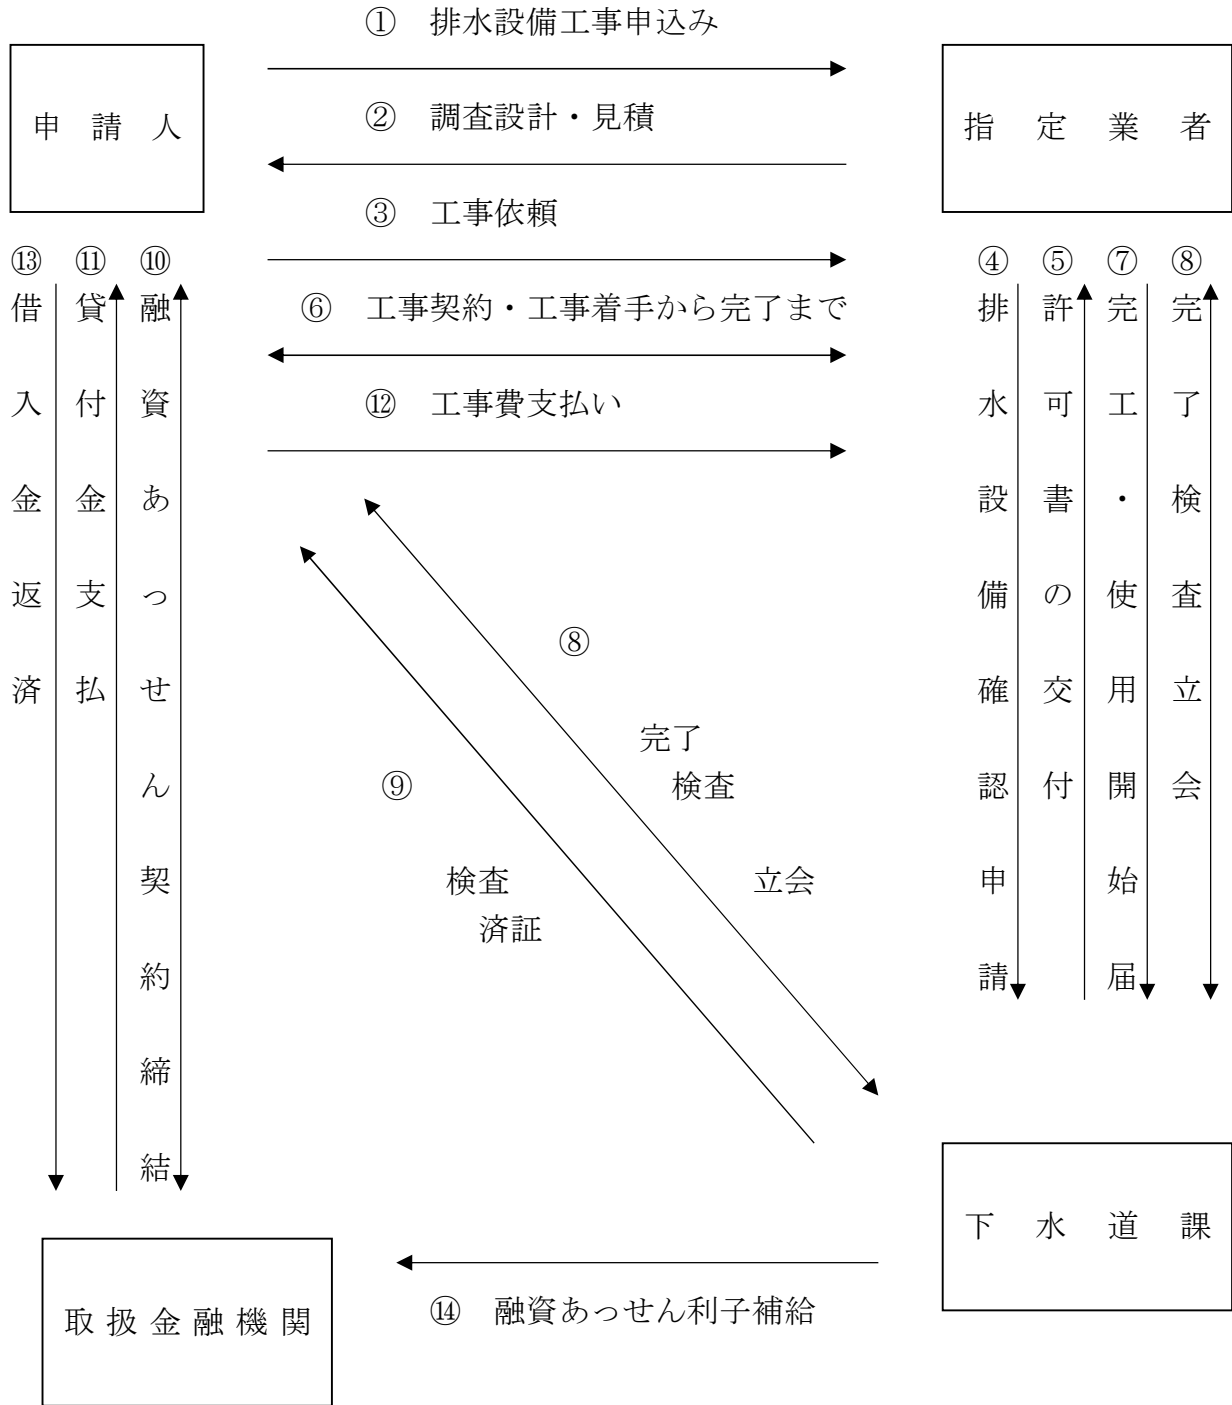 ① 排水設備工事申込み
申請人
指定業者
② 調査設計・見積
③ 工事依頼
⑥ 工事契約・工事着手から完了まで
⑫ 工事費支払い
⑬ 借入金返済
⑪ 貸付金支払
⑩ 融資あっせん契約締結
④ 排水設備確認申請
⑤ 許可書の交付
⑦ 完工・使用開始届
⑧ 完了検査立会
⑧
完了
検査
立会
⑨
検査
済証
下水道課
取扱金融機関
⑭ 融資あっせん利子補給